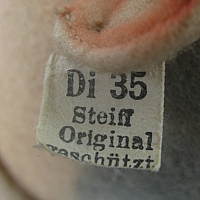 Di 35
Steiff
Original
geschützt